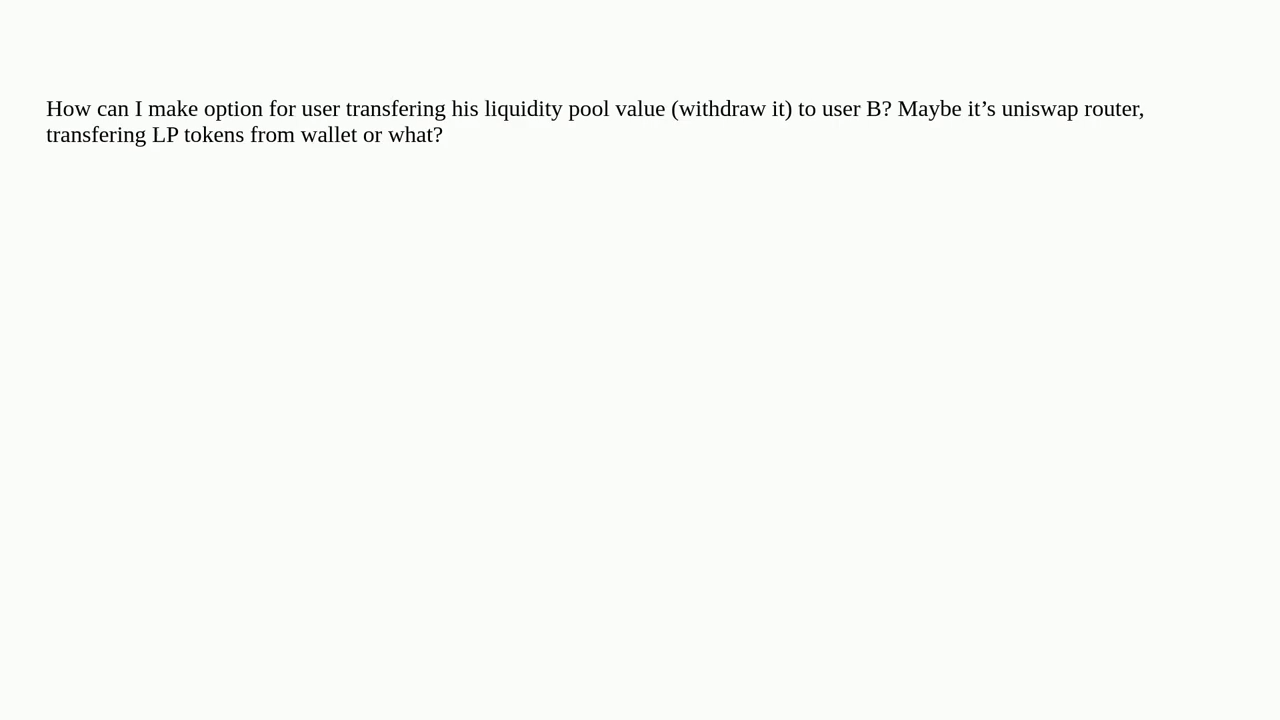 How can I make option for user transfering his liquidity pool value (withdraw it) to user B? Maybe it’s uniswap router,
transfering LP tokens from wallet or what?